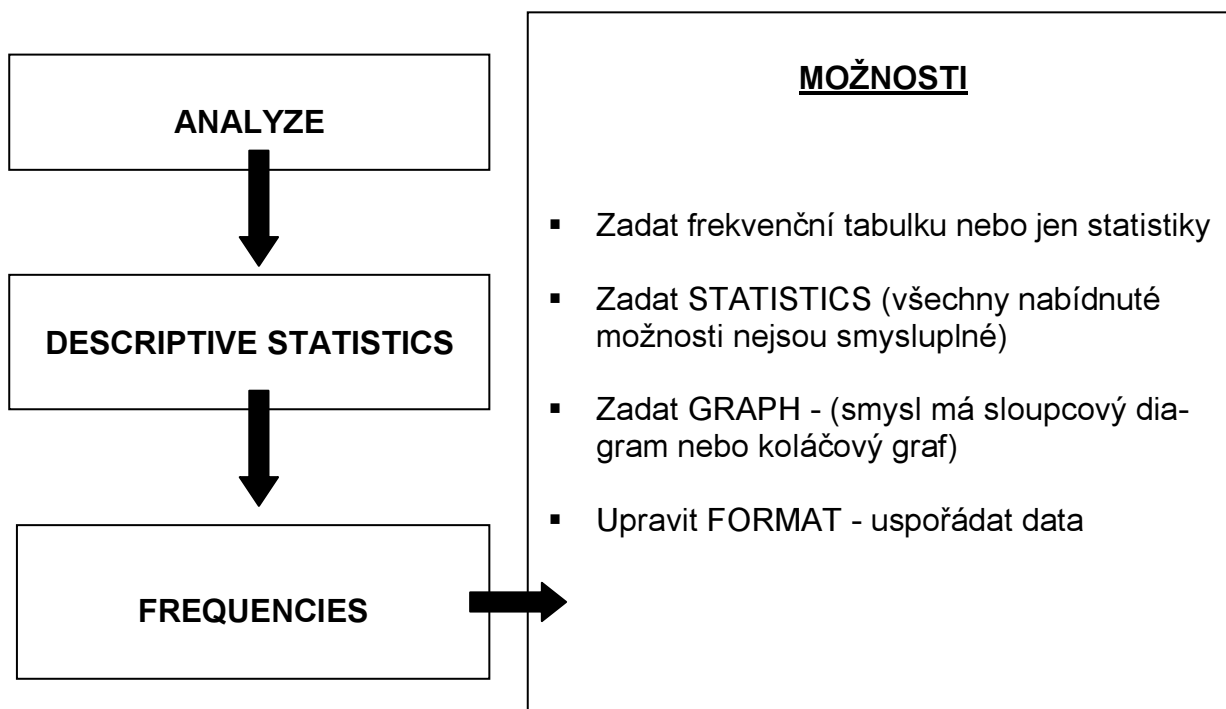 ANALYZE
DESCRIPTIVE STATISTICS
FREQUENCIES
MOŽNOSTI
▪ Zadat frekvenční tabulku nebo jen statistiky
▪ Zadat STATISTICS (všechny nabídnuté
možnosti nejsou smysluplné)
▪ Zadat GRAPH - (smysl má sloupcový dia-
gram nebo koláčový graf)
▪ Upravit FORMAT - uspořádat data